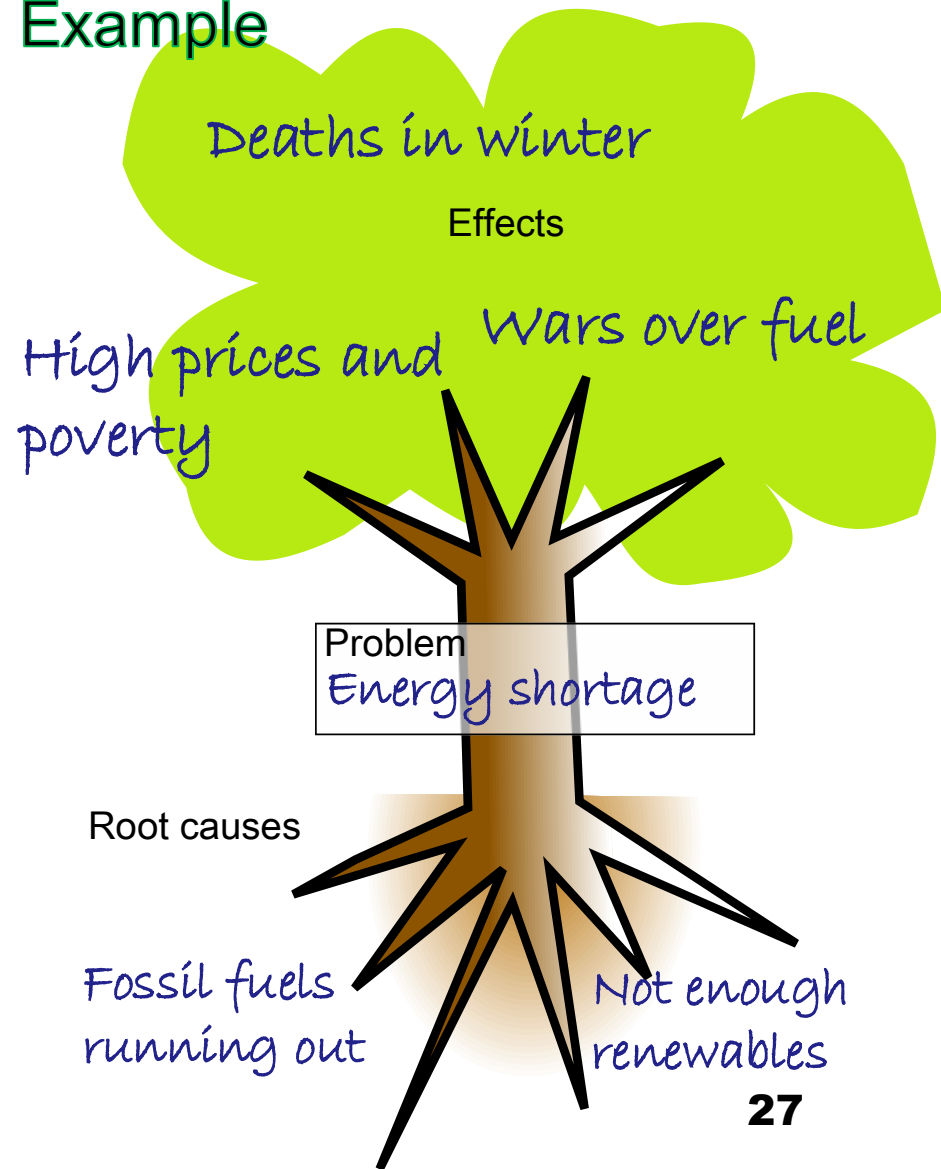 Example
Deaths in winter
Effects
High prices and
poverty
Wars over fuel
Problem
Energy shortage
Root causes
Fossil fuels
running out
Not enough
renewables
27